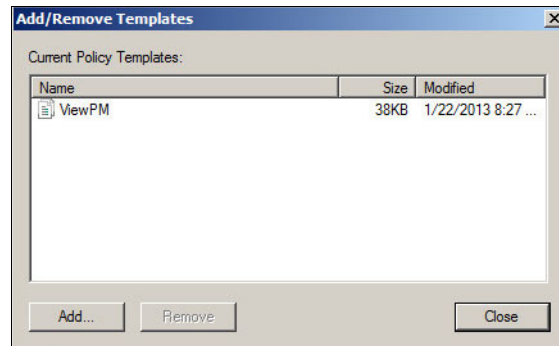 Add/Remove Templates
Current Policy Templates:
Name Size Modified
ViewPM 38KB 1/22/2013 8:27 ...
Add... Remove Close